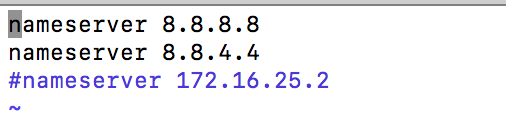 nameserver 8.8.8.8
nameserver 8.8.4.4
#nameserver 172.16.25.2
~